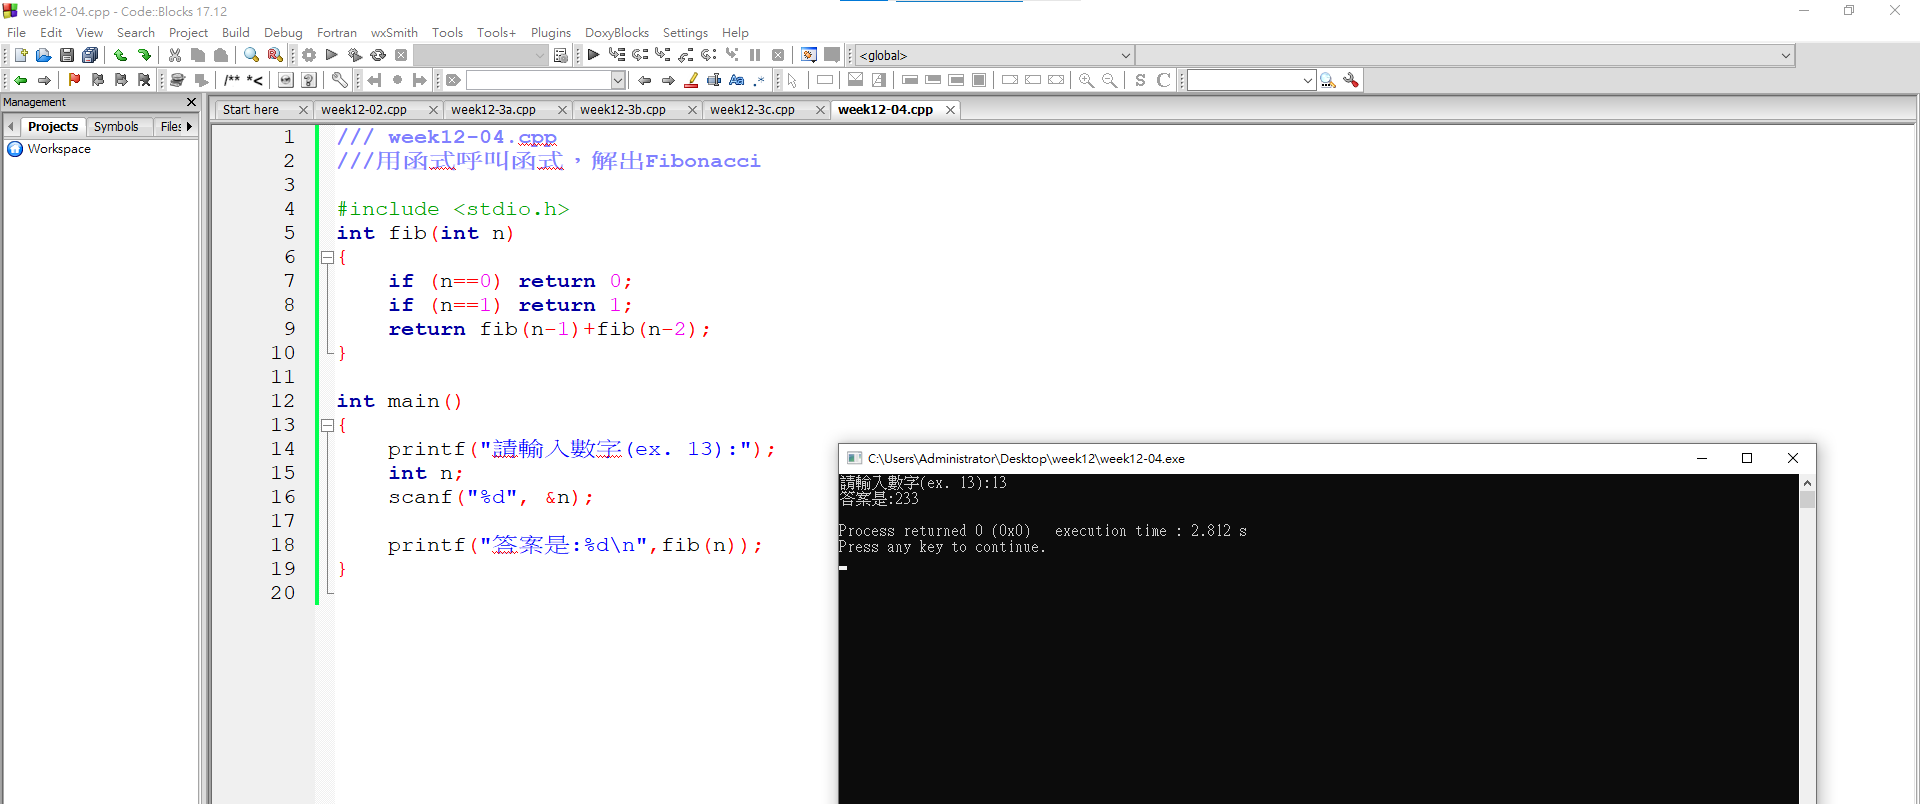 week12-04.cpp - Code::Blocks 17.12
File Edit View Search Project Build Debug Fortran wxSmith Tools Tools+ Plugins DoxyBlocks Settings Help
<global>
/** *<
S C
Management
Projects Symbols Files
Workspace
Start here week12-02.cpp week12-3a.cpp week12-3b.cpp week12-3c.cpp week12-04.cpp
1 /// week12-04.cpp
2 ///用函式呼叫函式，解出Fibonacci
3
4 #include <stdio.h>
5 int fib(int n)
6 {
7 if (n==0) return 0;
8 if (n==1) return 1;
9 return fib(n-1)+fib(n-2);
10 }
11
12 int main()
13 {
14 printf("請輸入數字(ex. 13):");
15 int n;
16 scanf("%d", &n);
17
18 printf("答案是:%d\n",fib(n));
19 }
20
C:\Users\Administrator\Desktop\week12\week12-04.exe
請輸入數字(ex. 13):13
答案是:233
Process returned 0 (0x0) execution time : 2.812 s
Press any key to continue.